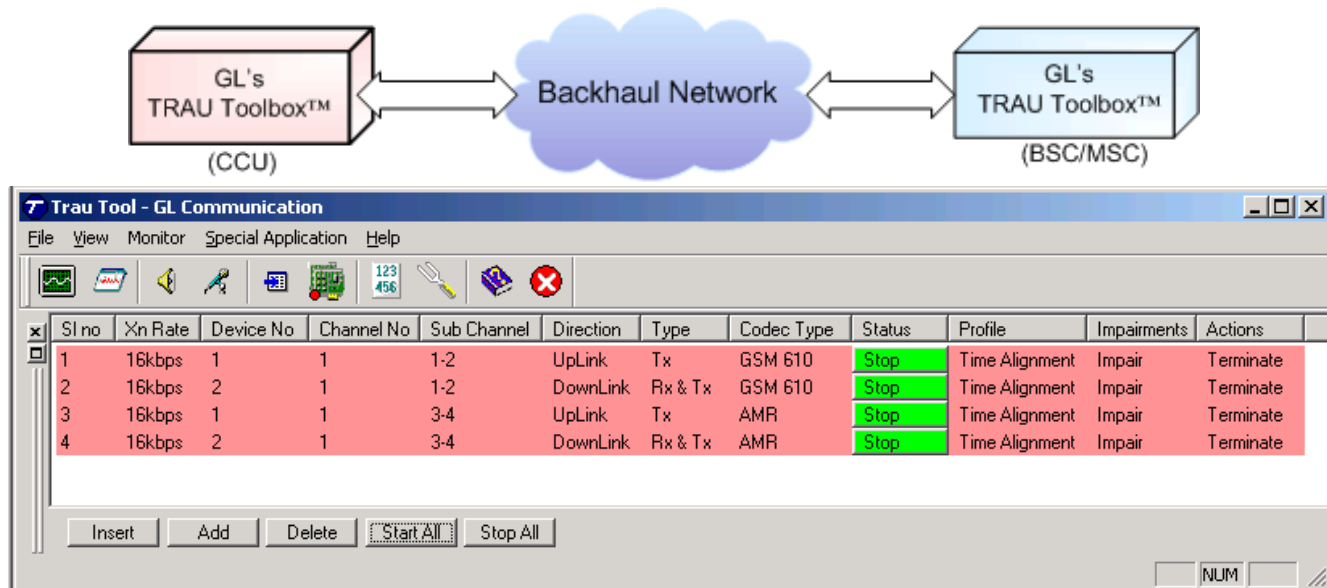 GL's
TRAU Toolbox™
(CCU)
Backhaul Network
GL's
TRAU Toolbox™
(BSC/MSC)
Trau Tool - GL Communication
File View Monitor Special Application Help
123
456
Sl no Xn Rate Device No Channel No Sub Channel Direction Type Codec Type Status Profile Impairments Actions
1 16kbps 1 1 1-2 UpLink Tx GSM 610 Stop Time Alignment Impair Terminate
2 16kbps 2 1 1-2 DownLink Rx & Tx GSM 610 Stop Time Alignment Impair Terminate
3 16kbps 1 1 3-4 UpLink Tx AMR Stop Time Alignment Impair Terminate
4 16kbps 2 1 3-4 DownLink Rx & Tx AMR Stop Time Alignment Impair Terminate
Insert Add Delete Start All Stop All
NUM